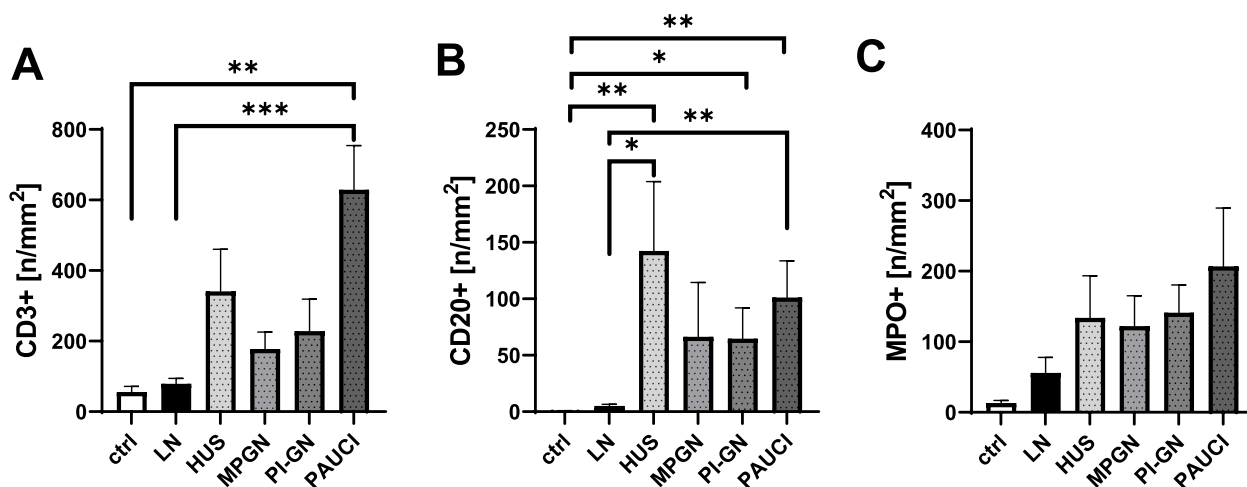 A
**
***
CD3+ [n/mm²]
800
600
400
200
0
ctrl
LN
HUS
MPGN
PI-GN
PAUCI
B
**
*
**
**
*
CD20+ [n/mm²]
250
200
150
100
50
0
ctrl
LN
HUS
MPGN
PI-GN
PAUCI
C
MPO+ [n/mm²]
400
300
200
100
0
ctrl
LN
HUS
MPGN
PI-GN
PAUCI